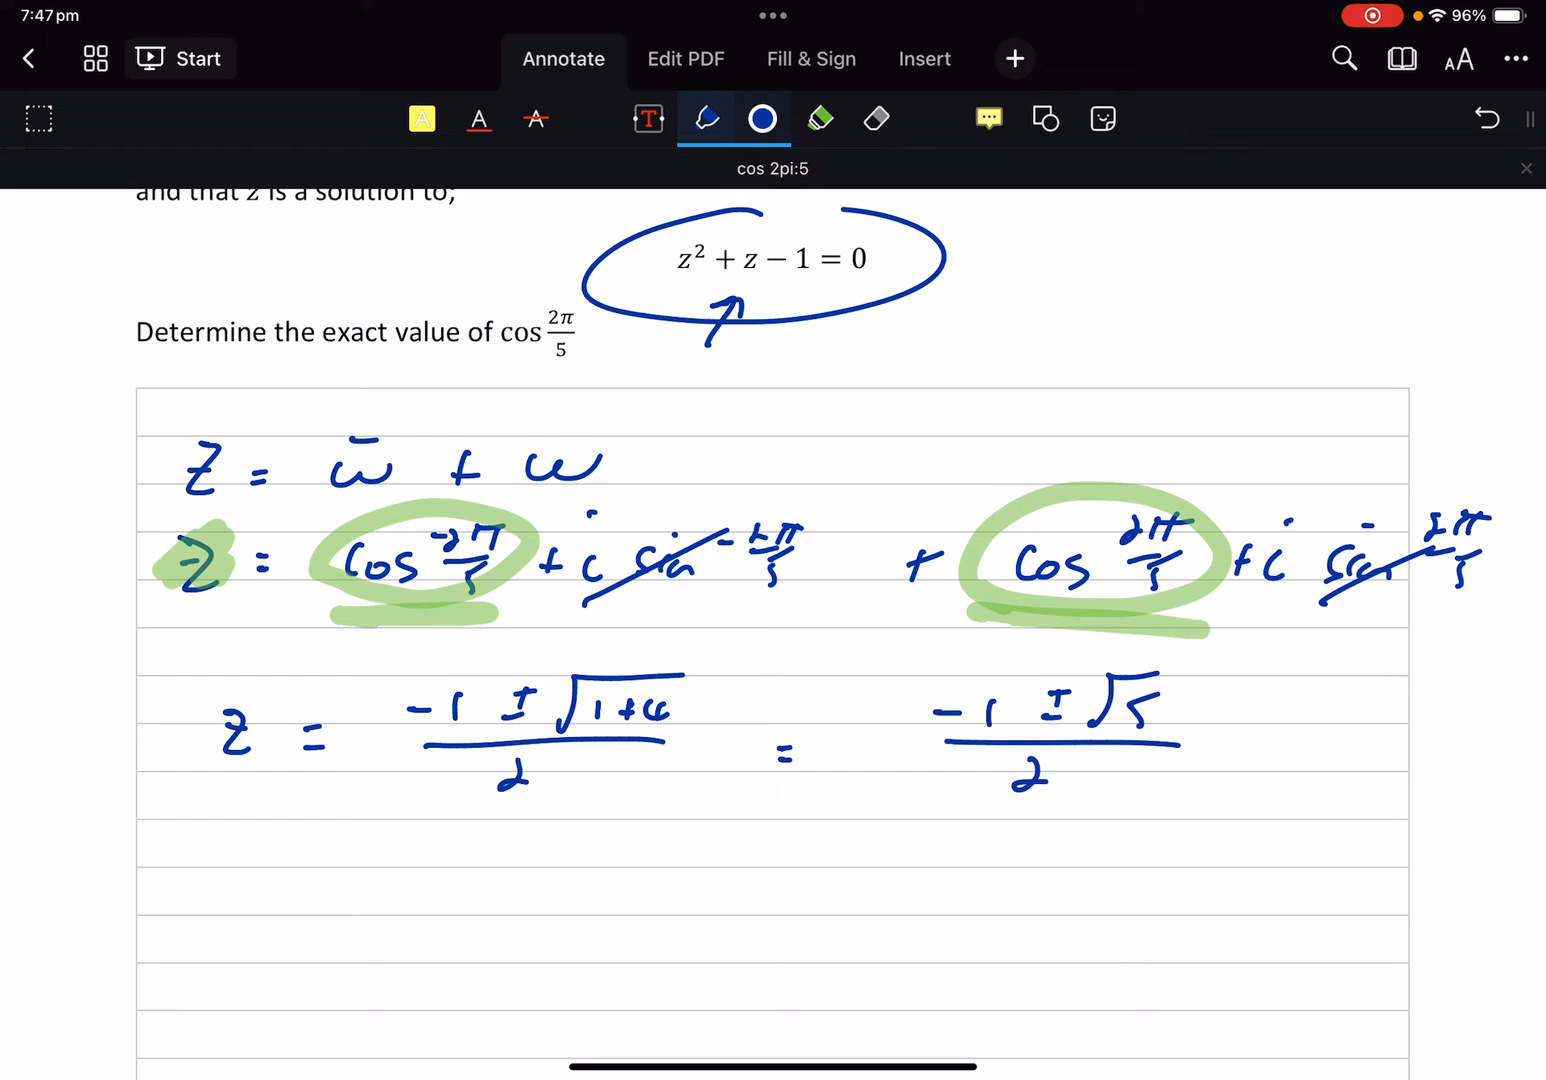 7:47 pm
96%
Start
Annotate
Edit PDF
Fill & Sign
Insert
AA
A A A T
cos 2pi:5
and that z is a solution to;
z² + z − 1 = 0
Determine the exact value of cos 2π/5
z = ω̄ + ω
z = cos -2π/5 + i sin -2π/5 + cos 2π/5 + i sin 2π/5
z = (-1 ± √(1+4))/2 = (-1 ± √5)/2